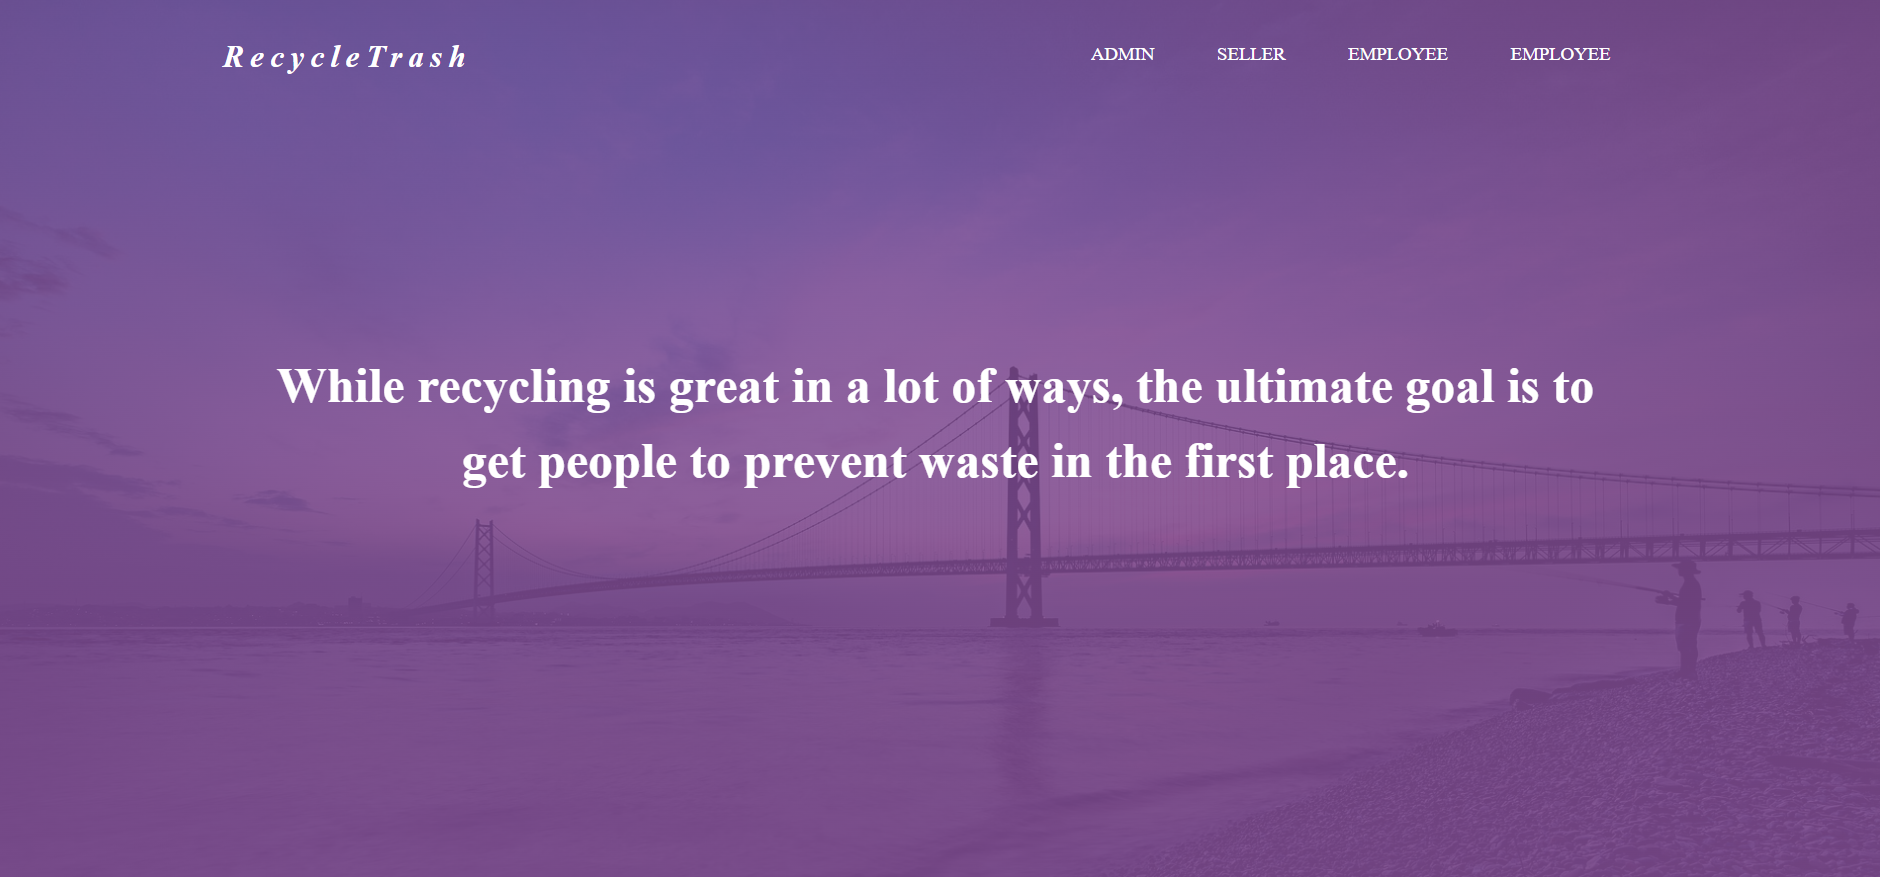 RecycleTrash
ADMIN SELLER EMPLOYEE EMPLOYEE
While recycling is great in a lot of ways, the ultimate goal is to
get people to prevent waste in the first place.